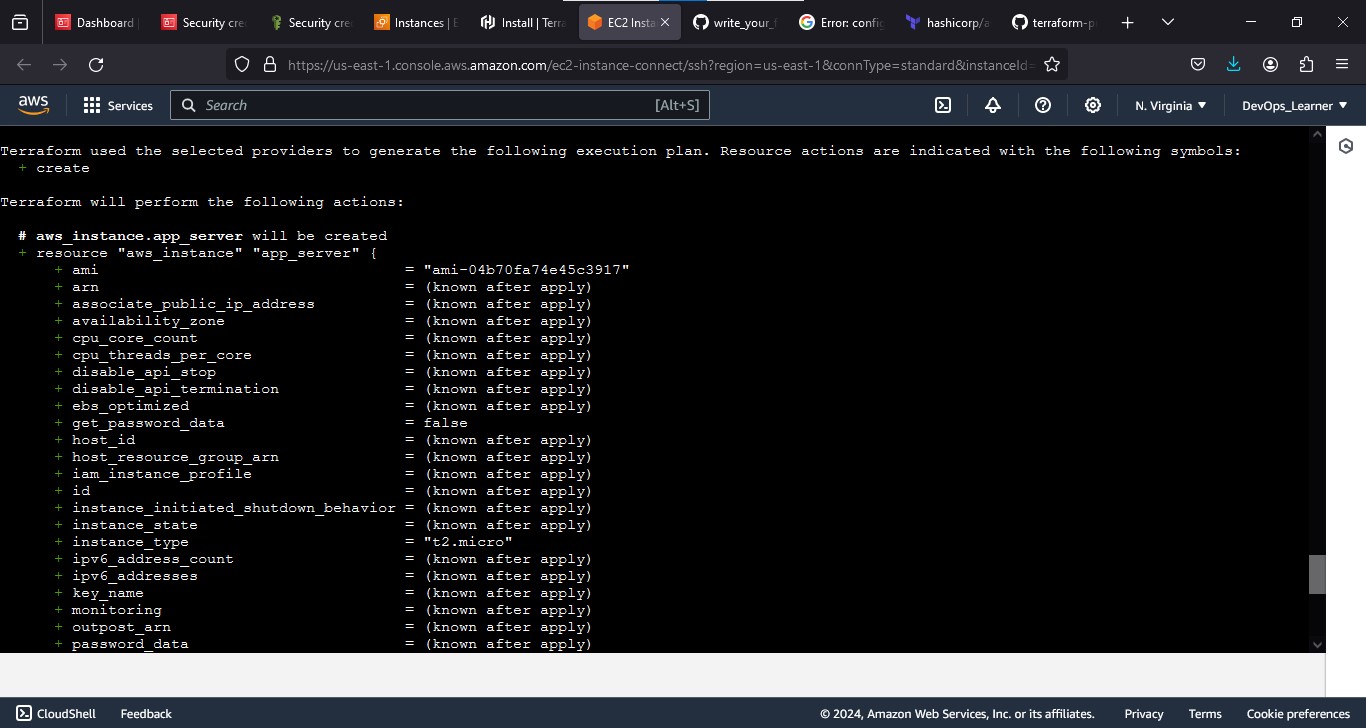 Dashboard
Security cre
Security cre
Instances | E
Install | Terra
EC2 Insta
write_your_f
Error: config
hashicorp/a
terraform-p
https://us-east-1.console.aws.amazon.com/ec2-instance-connect/ssh?region=us-east-1&connType=standard&instanceId=
aws
Services
Search
[Alt+S]
N. Virginia
DevOps_Learner
Terraform used the selected providers to generate the following execution plan. Resource actions are indicated with the following symbols:
+ create
Terraform will perform the following actions:
# aws_instance.app_server will be created
+ resource "aws_instance" "app_server" {
+ ami = "ami-04b70fa74e45c3917"
+ arn = (known after apply)
+ associate_public_ip_address = (known after apply)
+ availability_zone = (known after apply)
+ cpu_core_count = (known after apply)
+ cpu_threads_per_core = (known after apply)
+ disable_api_stop = (known after apply)
+ disable_api_termination = (known after apply)
+ ebs_optimized = (known after apply)
+ get_password_data = false
+ host_id = (known after apply)
+ host_resource_group_arn = (known after apply)
+ iam_instance_profile = (known after apply)
+ id = (known after apply)
+ instance_initiated_shutdown_behavior = (known after apply)
+ instance_state = (known after apply)
+ instance_type = "t2.micro"
+ ipv6_address_count = (known after apply)
+ ipv6_addresses = (known after apply)
+ key_name = (known after apply)
+ monitoring = (known after apply)
+ outpost_arn = (known after apply)
+ password_data = (known after apply)
CloudShell
Feedback
© 2024, Amazon Web Services, Inc. or its affiliates.
Privacy
Terms
Cookie preferences